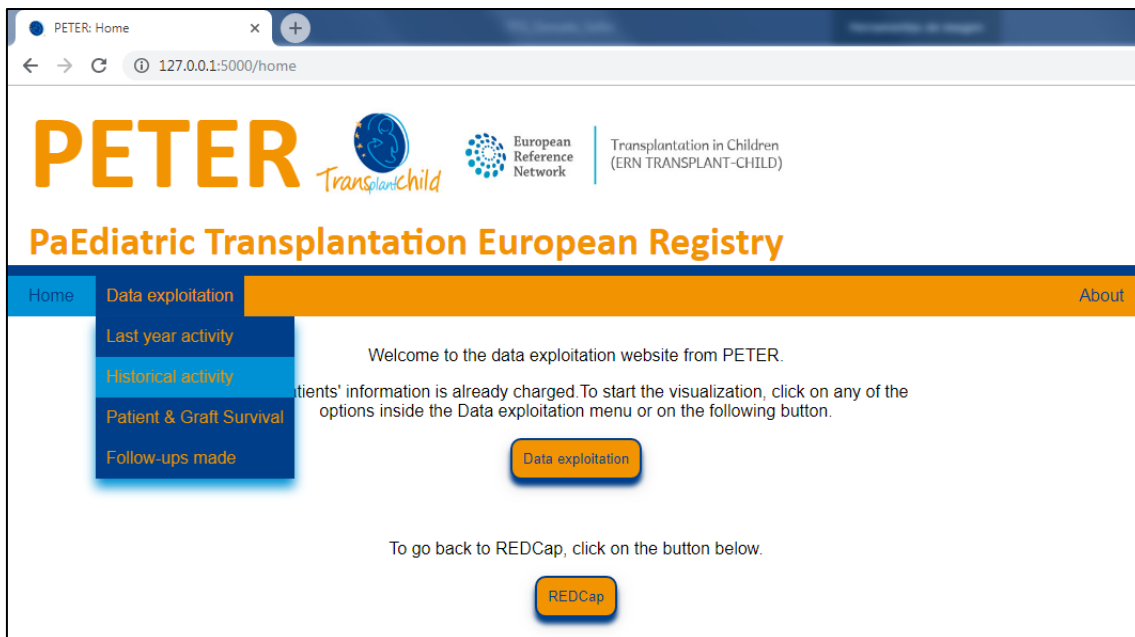 PETER: Home
127.0.0.1:5000/home
PETER
Transplantchild
European
Reference
Network
Transplantation in Children
(ERN TRANSPLANT-CHILD)
PaEdiatric Transplantation European Registry
Home
Data exploitation
About
Last year activity
Historical activity
Patient & Graft Survival
Follow-ups made
Welcome to the data exploitation website from PETER.
information is already charged.To start the visualization, click on any of the
options inside the Data exploitation menu or on the following button.
Data exploitation
To go back to REDCap, click on the button below.
REDCap